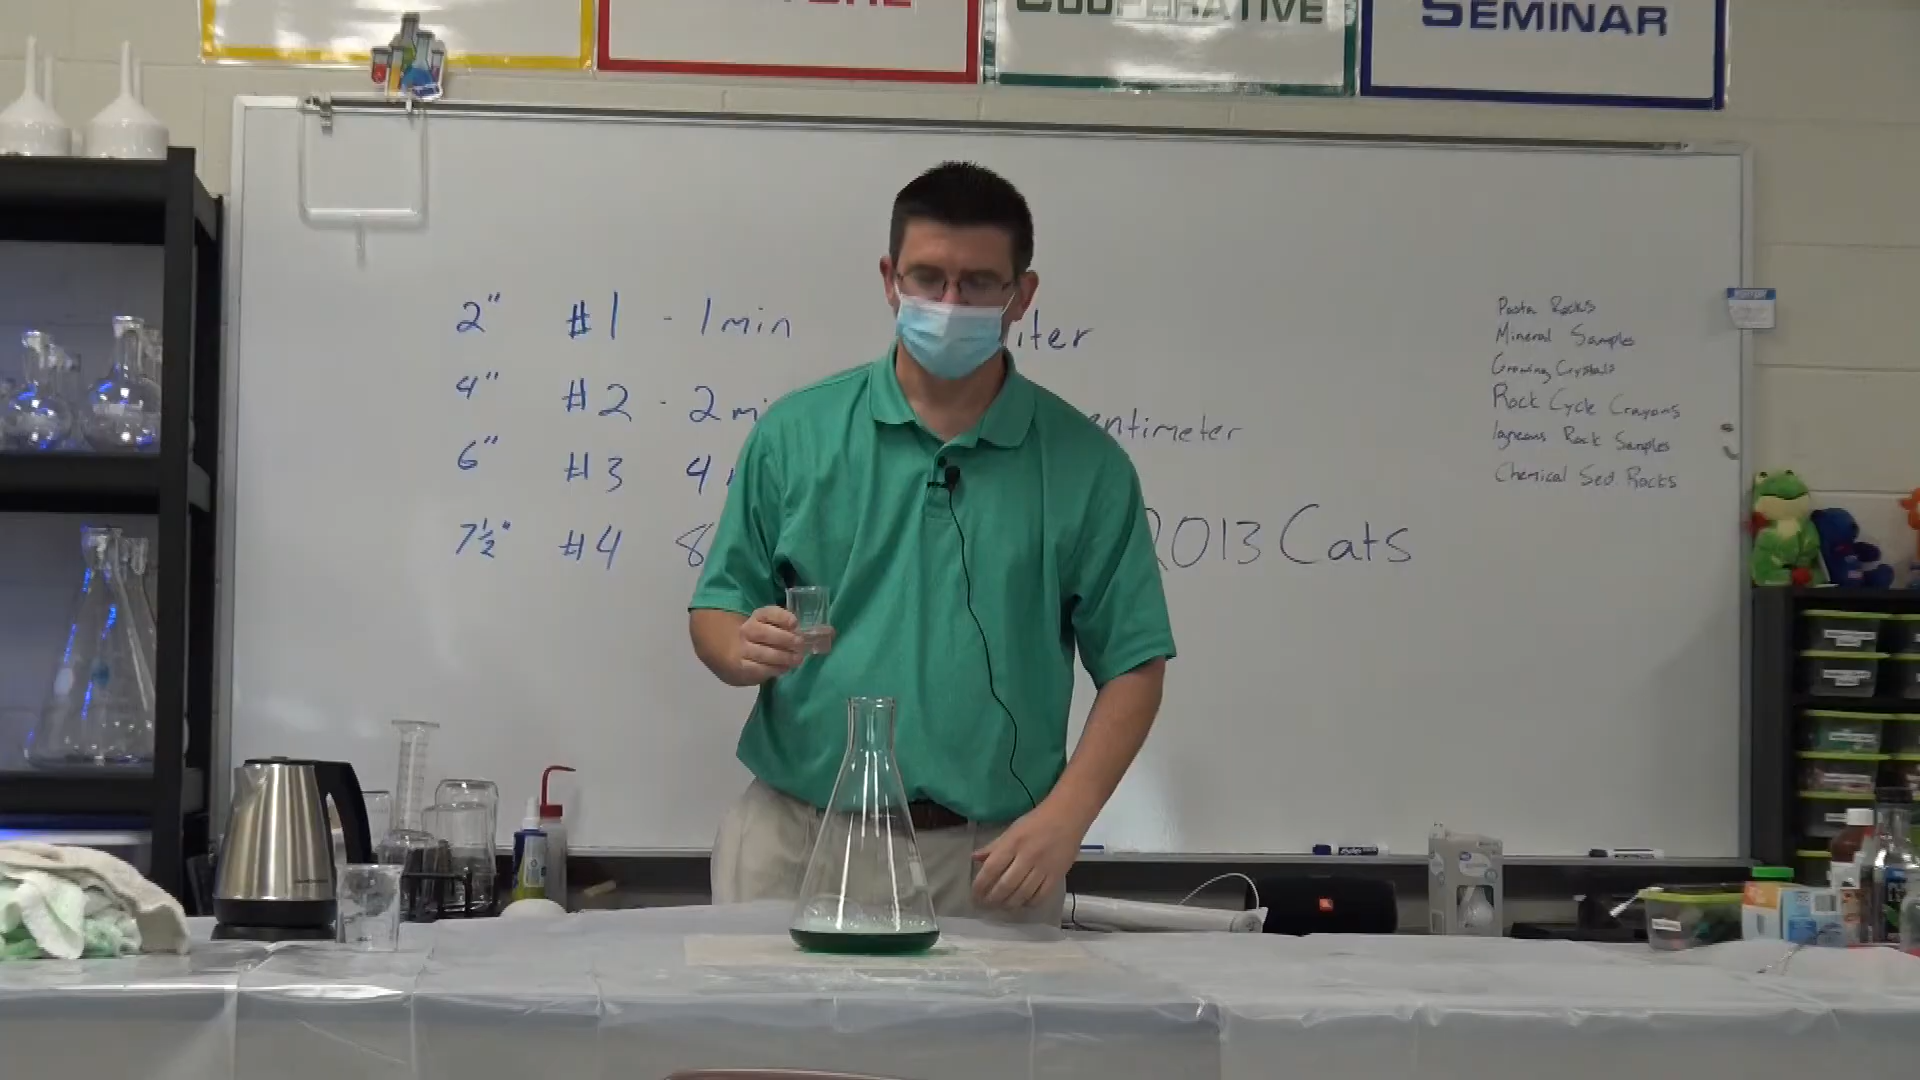 COOPERATIVE
SEMINAR
2" #1 - 1 min
4" #2 - 2 mi
6" #3 4
7½" #4 8
iter
entimeter
2013 Cats
Pasta Rocks
Mineral Samples
Growing Crystals
Rock Cycle Crayons
Igneous Rock Samples
Chemical Sed Rocks
JBL